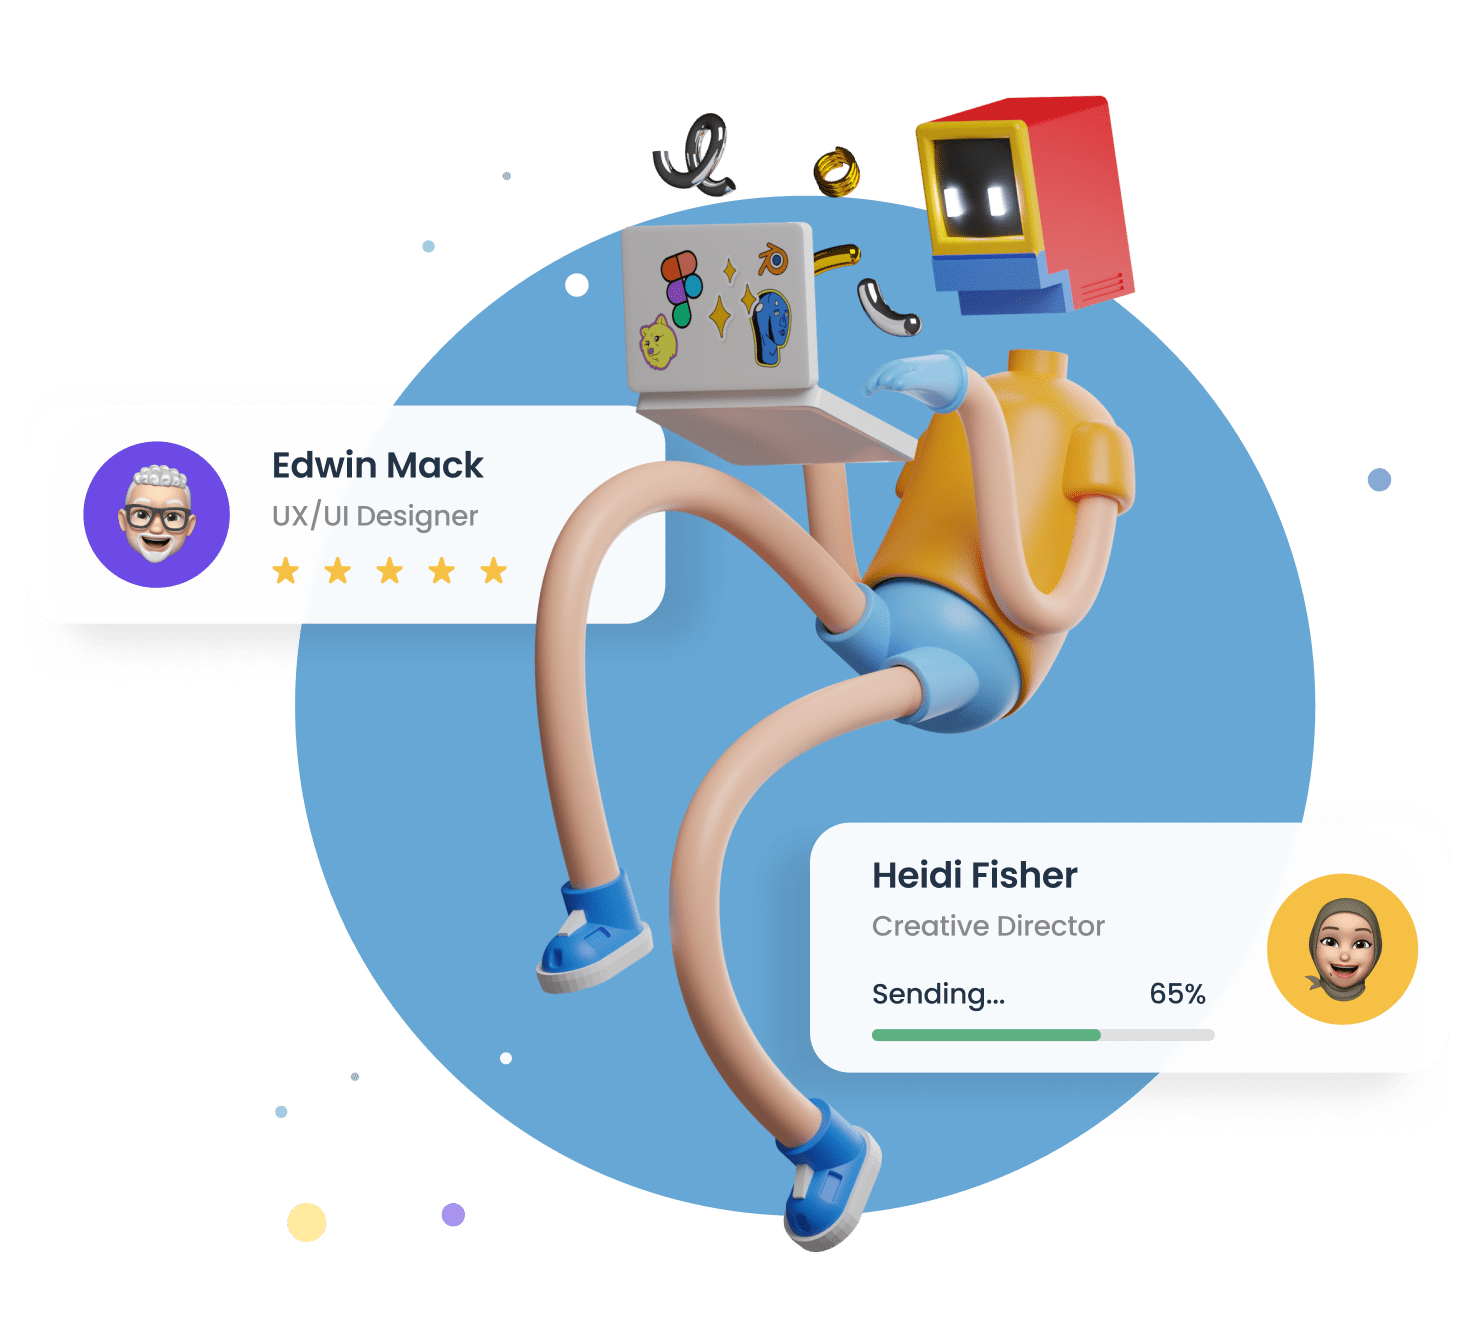 Edwin Mack
UX/UI Designer
Heidi Fisher
Creative Director
Sending... 65%